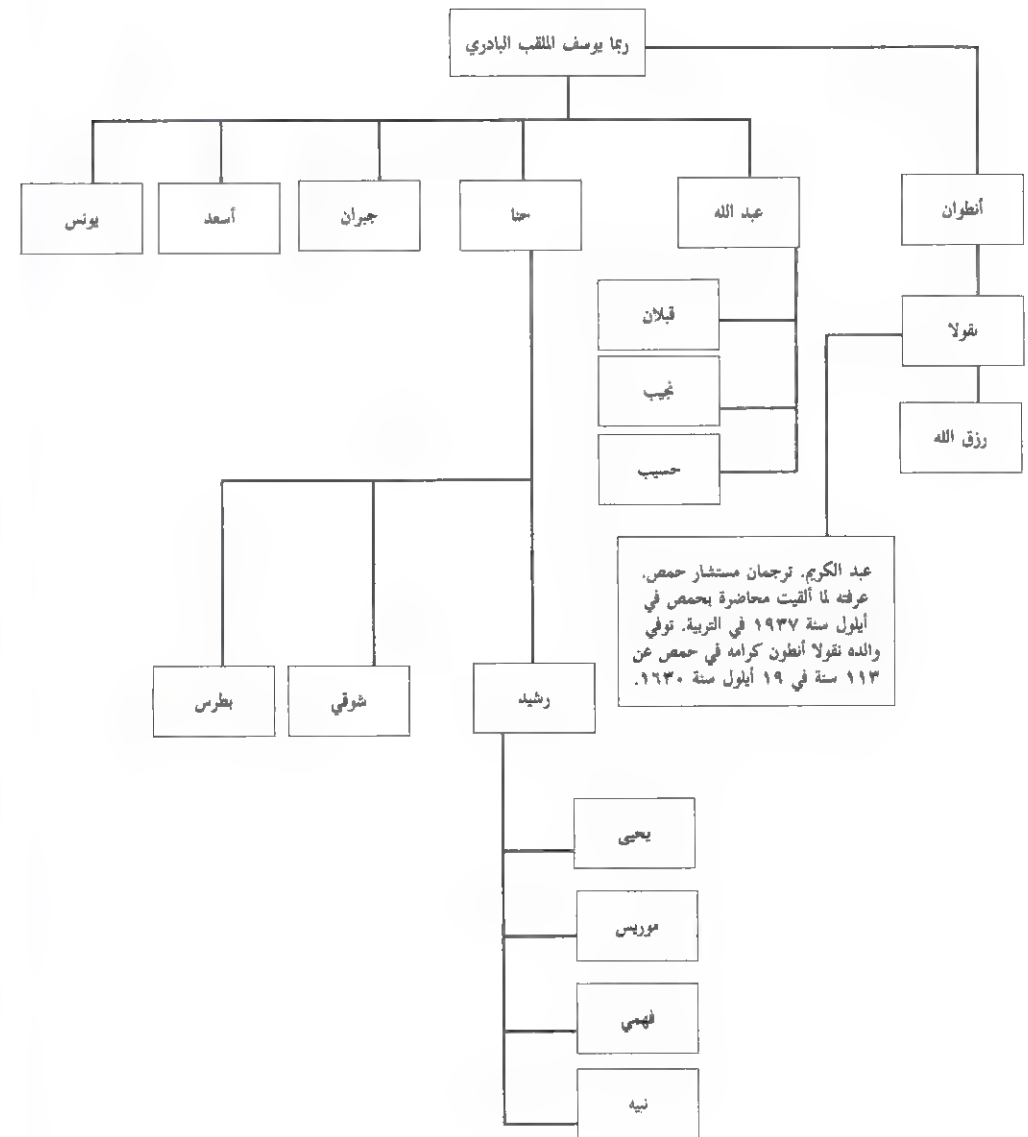 ربما يوسف الملقب البادري
أنطوان
عبد الله
حنا
جبران
أسعد
يونس
نقولا
رزق الله
قبلان
نجيب
حسيب
عبد الكريم. ترجمان مستشار حمص.
عرفته لما ألقيت محاضرة بحمص في
أيلول سنة ١٩٣٧ في التربية. توفي
والده نقولا أنطون كرامه في حمص عن
١١٣ سنة في ١٩ أيلول سنة ١٦٣٠.
رشيد
شوقي
بطرس
يحيى
موريس
فهمي
نبيه